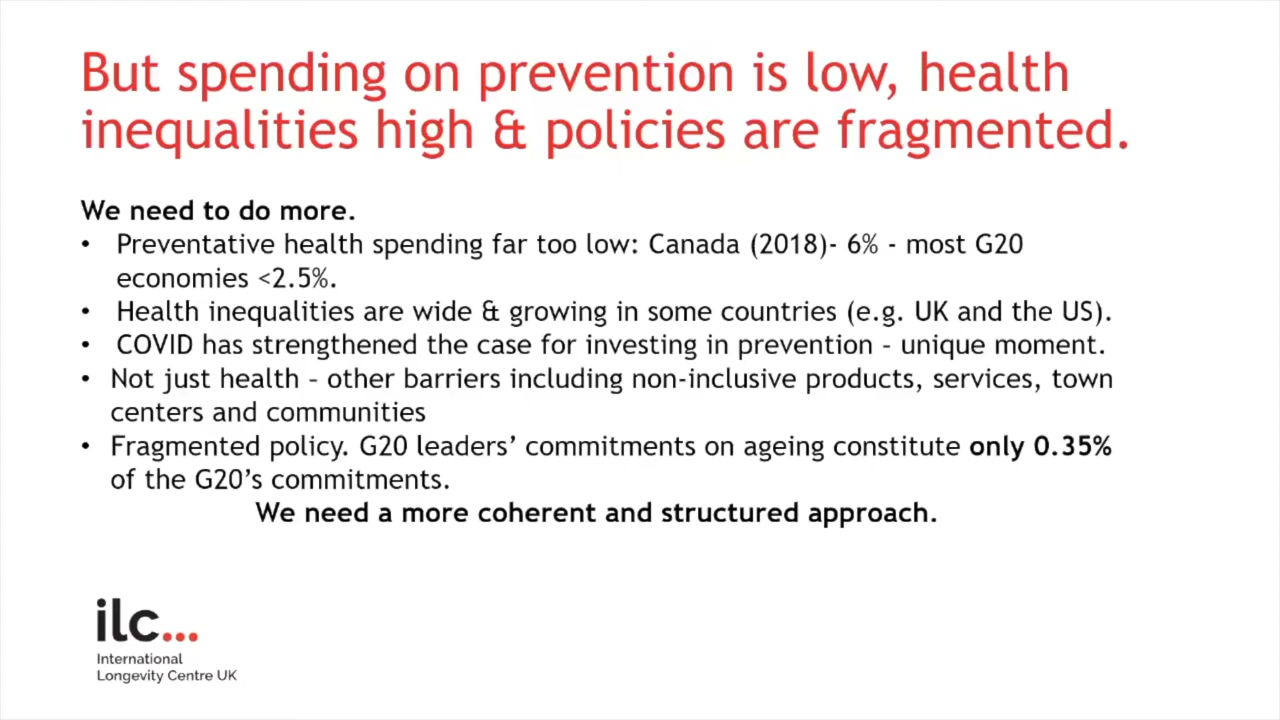 But spending on prevention is low, health
inequalities high & policies are fragmented.
We need to do more.
• Preventative health spending far too low: Canada (2018)- 6% - most G20
economies <2.5%.
• Health inequalities are wide & growing in some countries (e.g. UK and the US).
• COVID has strengthened the case for investing in prevention – unique moment.
• Not just health – other barriers including non-inclusive products, services, town
centers and communities
• Fragmented policy. G20 leaders’ commitments on ageing constitute only 0.35%
of the G20’s commitments.
We need a more coherent and structured approach.
ilc...
International
Longevity Centre UK